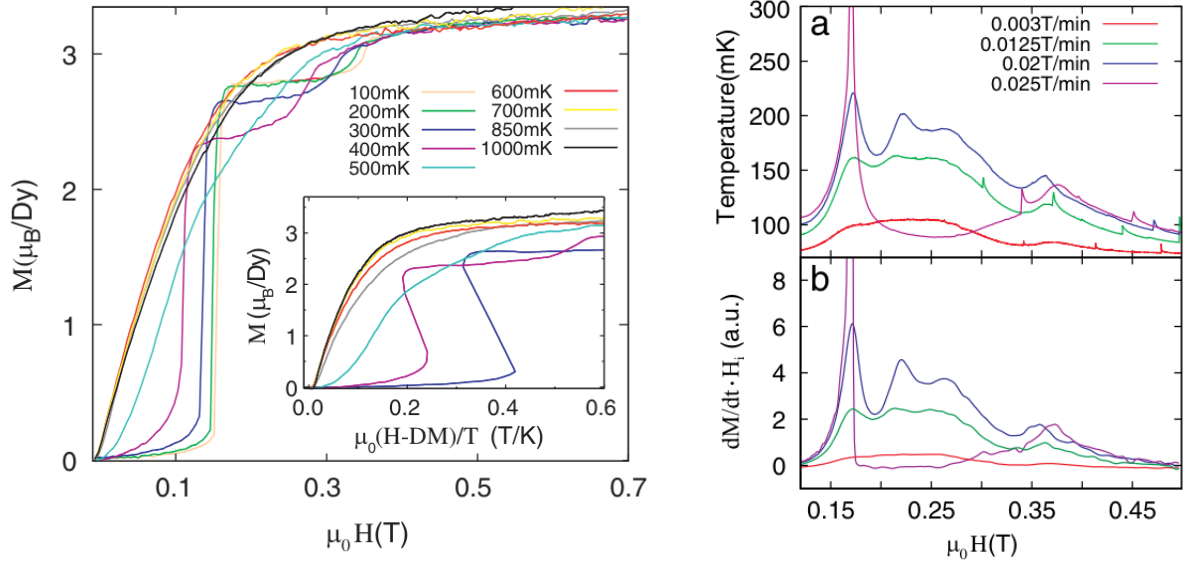 M(μB/Dy)
3
2
1
0
0.1
0.3
0.5
0.7
μ0H(T)
100mK
200mK
300mK
400mK
500mK
600mK
700mK
850mK
1000mK
M (μB/Dy)
3
2
1
0
0.0
0.2
0.4
0.6
μ0(H-DM)/T (T/K)
a
Temperature(mK)
300
250
200
150
100
0.003T/min
0.0125T/min
0.02T/min
0.025T/min
b
dM/dt·Hi (a.u.)
8
6
4
2
0
0.15
0.25
0.35
0.45
μ0H(T)